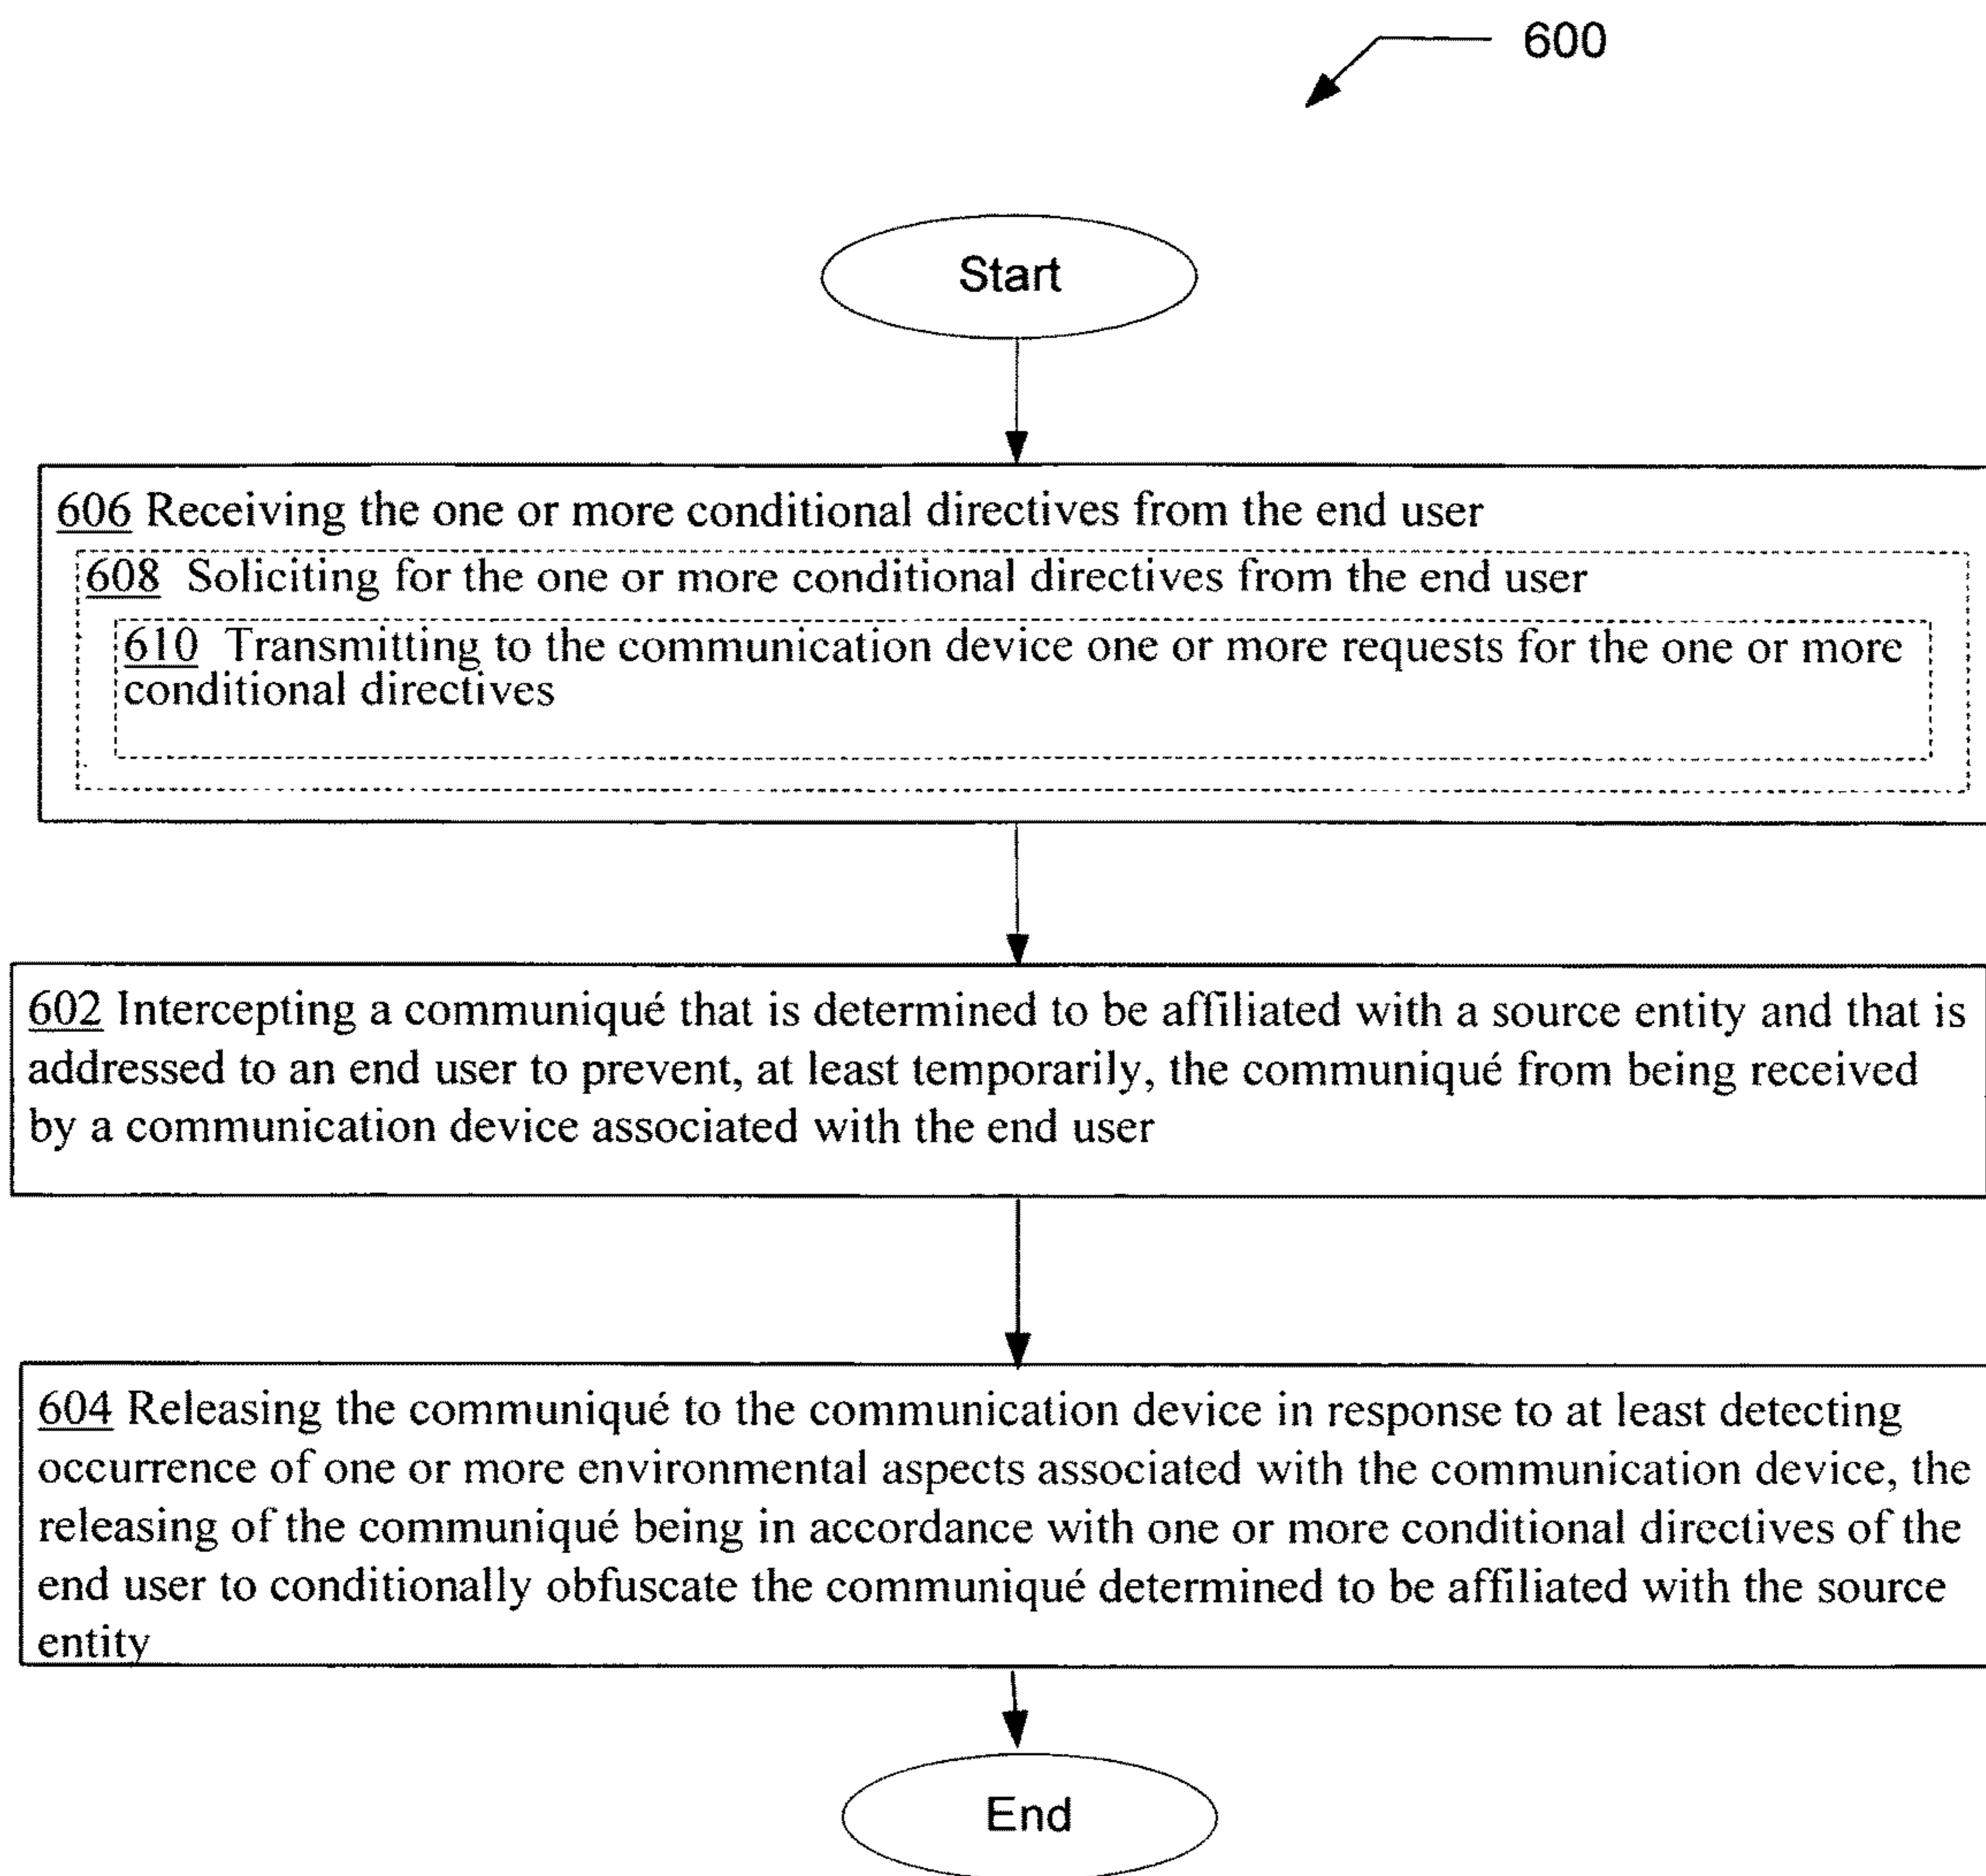 600
Start
606 Receiving the one or more conditional directives from the end user
608 Soliciting for the one or more conditional directives from the end user
610 Transmitting to the communication device one or more requests for the one or more
conditional directives
602 Intercepting a communiqué that is determined to be affiliated with a source entity and that is
addressed to an end user to prevent, at least temporarily, the communiqué from being received
by a communication device associated with the end user
604 Releasing the communiqué to the communication device in response to at least detecting
occurrence of one or more environmental aspects associated with the communication device, the
releasing of the communiqué being in accordance with one or more conditional directives of the
end user to conditionally obfuscate the communiqué determined to be affiliated with the source
entity
End